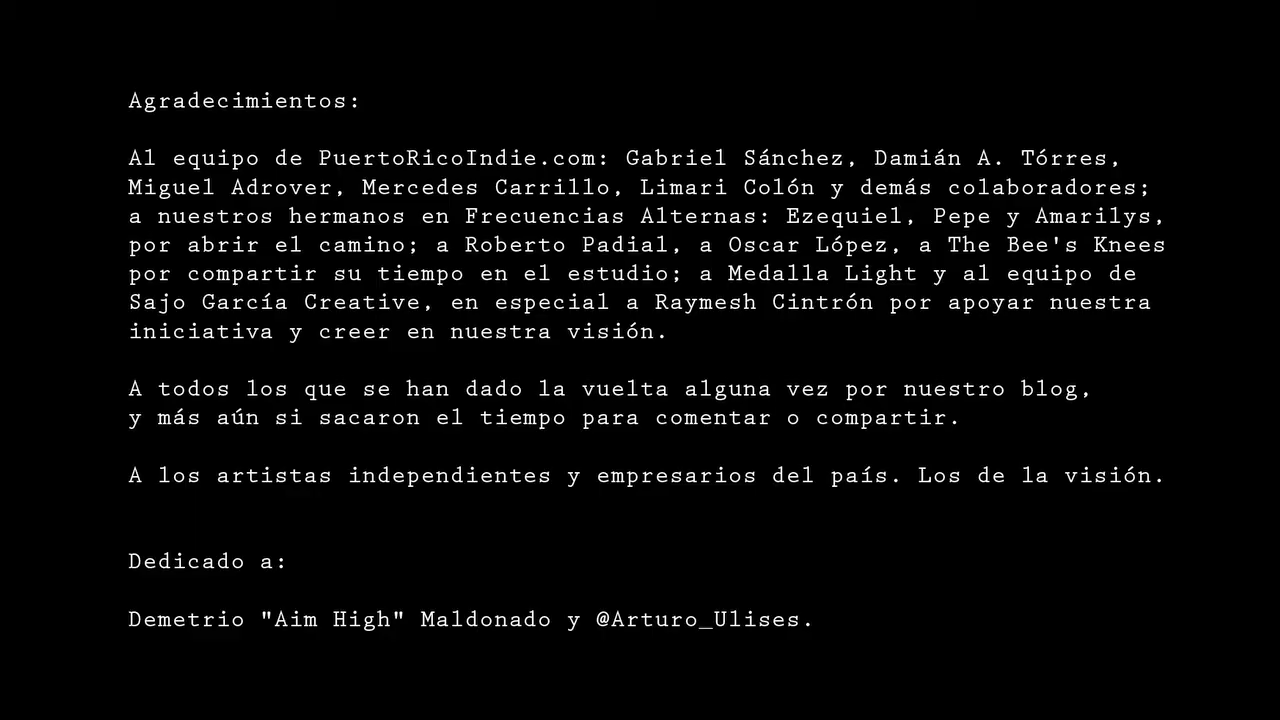 Agradecimientos:
Al equipo de PuertoRicoIndie.com: Gabriel Sánchez, Damián A. Tórres,
Miguel Adrover, Mercedes Carrillo, Limari Colón y demás colaboradores;
a nuestros hermanos en Frecuencias Alternas: Ezequiel, Pepe y Amarilys,
por abrir el camino; a Roberto Padial, a Oscar López, a The Bee's Knees
por compartir su tiempo en el estudio; a Medalla Light y al equipo de
Sajo García Creative, en especial a Raymesh Cintrón por apoyar nuestra
iniciativa y creer en nuestra visión.
A todos los que se han dado la vuelta alguna vez por nuestro blog,
y más aún si sacaron el tiempo para comentar o compartir.
A los artistas independientes y empresarios del país. Los de la visión.
Dedicado a:
Demetrio "Aim High" Maldonado y @Arturo_Ulises.